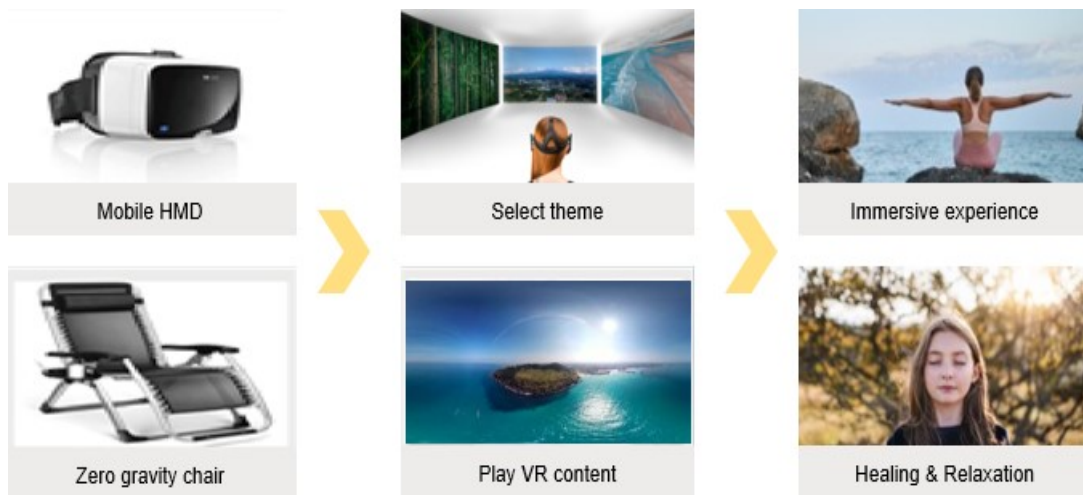 Mobile HMD
Select theme
Immersive experience
Zero gravity chair
Play VR content
Healing & Relaxation